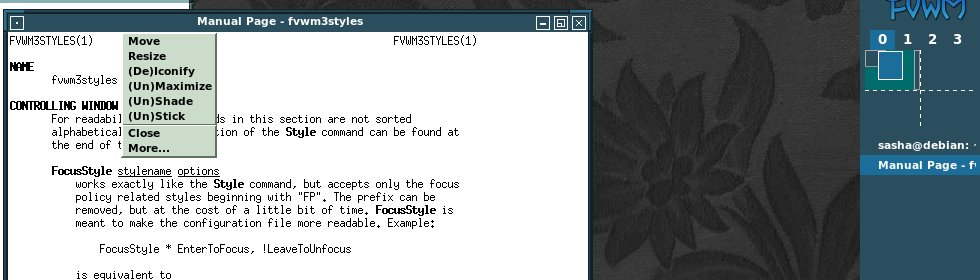 Manual Page - fvwm3styles
FVWM
FVWM3STYLES(1) FVWM3STYLES(1)
Move
Resize
(De)Iconify
(Un)Maximize
(Un)Shade
(Un)Stick
Close
More...
0 1 2 3
NAME
fvwm3styles
CONTROLLING WINDOW
For readabil ds in this section are not sorted
alphabetical tion of the Style command can be found at
the end of t
FocusStyle stylename options
works exactly like the Style command, but accepts only the focus
policy related styles beginning with "FP". The prefix can be
removed, but at the cost of a little bit of time. FocusStyle is
meant to make the configuration file more readable. Example:
FocusStyle * EnterToFocus, !LeaveToUnfocus
is equivalent to
sasha@debian:
Manual Page - fv